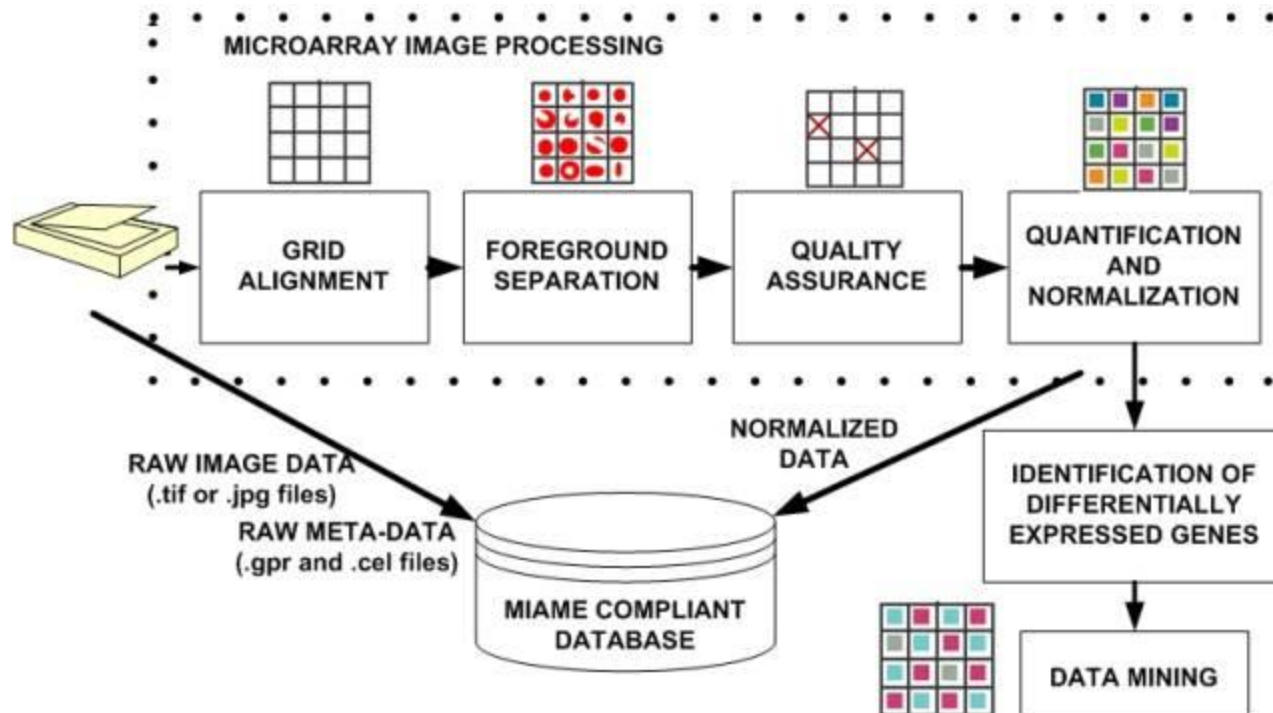 MICROARRAY IMAGE PROCESSING
GRID
ALIGNMENT
FOREGROUND
SEPARATION
QUALITY
ASSURANCE
QUANTIFICATION
AND
NORMALIZATION
RAW IMAGE DATA
(.tif or .jpg files)
RAW META-DATA
(.gpr and .cel files)
NORMALIZED
DATA
MIAME COMPLIANT
DATABASE
IDENTIFICATION OF
DIFFERENTIALLY
EXPRESSED GENES
DATA MINING